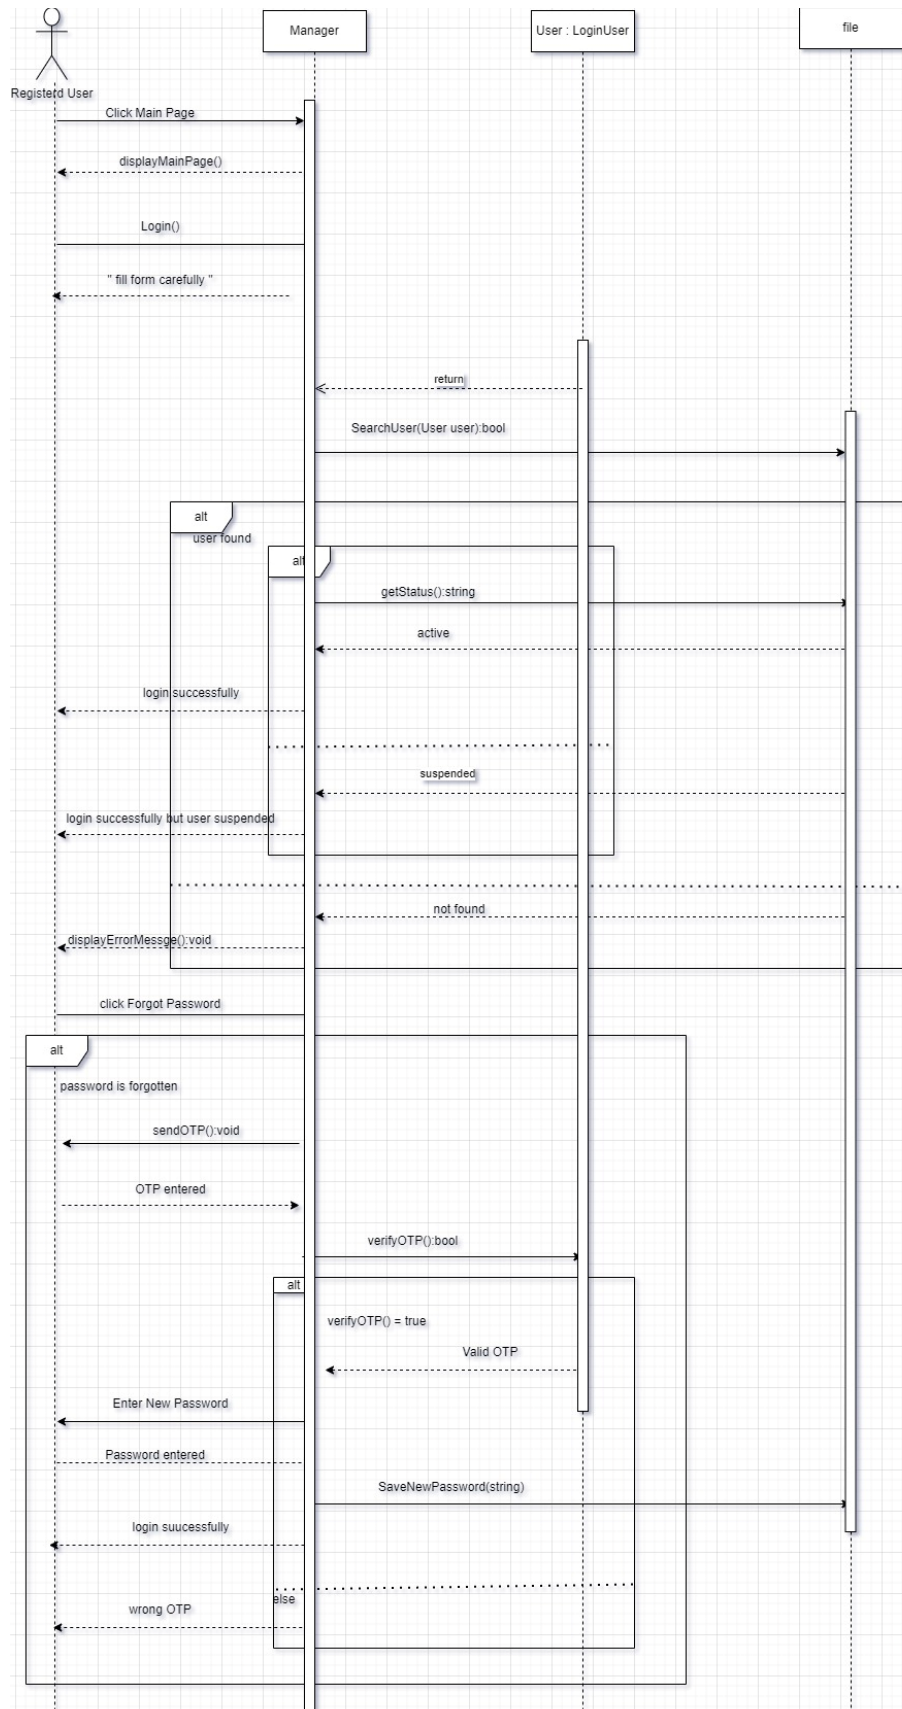 Manager
User : LoginUser
file
Registerd User
Click Main Page
displayMainPage()
Login()
" fill form carefully "
return
SearchUser(User user):bool
alt
user found
alt
getStatus():string
active
login successfully
suspended
login successfully but user suspended
not found
displayErrorMessge():void
click Forgot Password
alt
password is forgotten
sendOTP():void
OTP entered
verifyOTP():bool
alt
verifyOTP() = true
Valid OTP
Enter New Password
Password entered
SaveNewPassword(string)
login suucessfully
else
wrong OTP